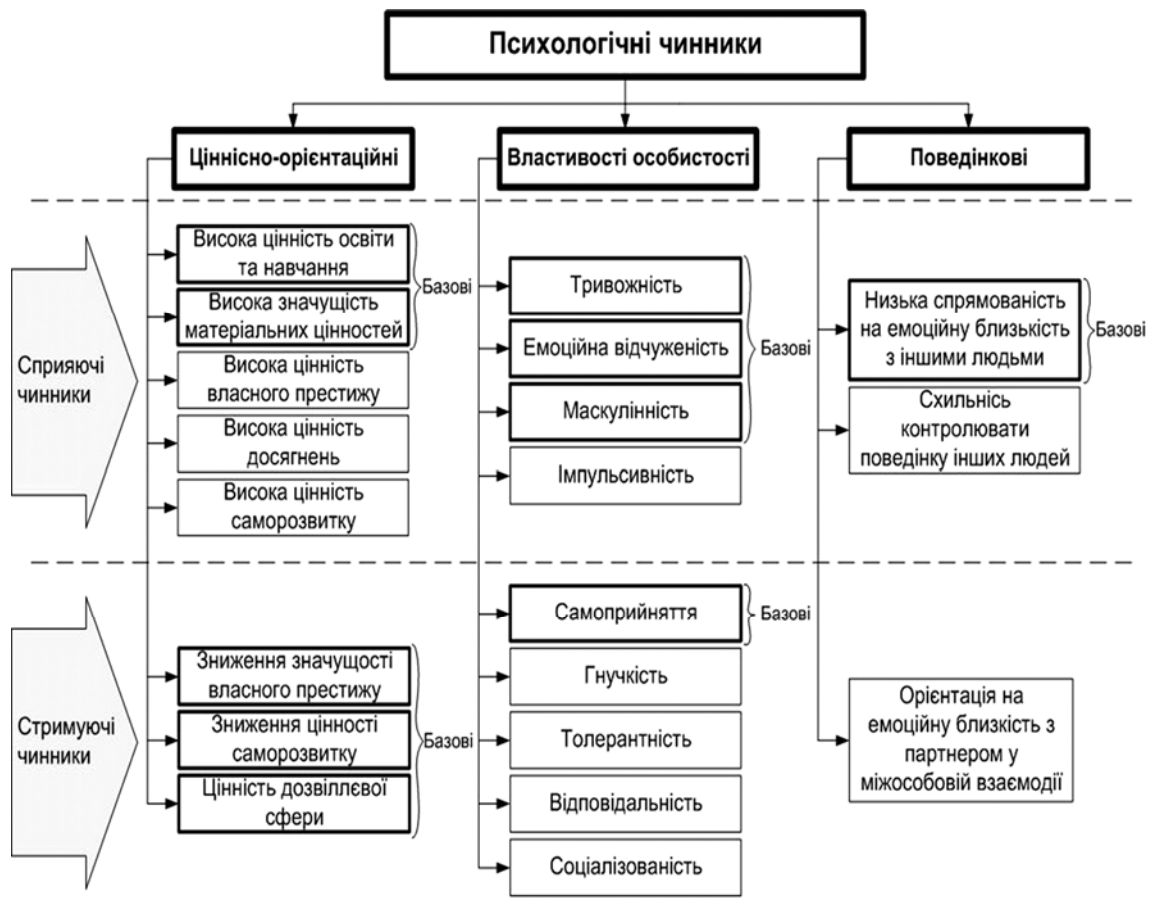 Психологічні чинники
Ціннісно-орієнтаційні
Властивості особистості
Поведінкові
Сприяючі
чинники
Висока цінність освіти
та навчання
Висока значущість
матеріальних цінностей
Базові
Висока цінність
власного престижу
Висока цінність
досягнень
Висока цінність
саморозвитку
Тривожність
Емоційна відчуженість
Маскулінність
Базові
Імпульсивність
Низька спрямованість
на емоційну близькість
з іншими людьми
Базові
Схильнісь
контролювати
поведінку інших людей
Стримуючі
чинники
Зниження значущості
власного престижу
Зниження цінності
саморозвитку
Цінність дозвіллєвої
сфери
Базові
Самоприйняття
Базові
Гнучкість
Толерантність
Відповідальність
Соціалізованість
Орієнтація на
емоційну близкість з
партнером у
міжособовій взаємодії